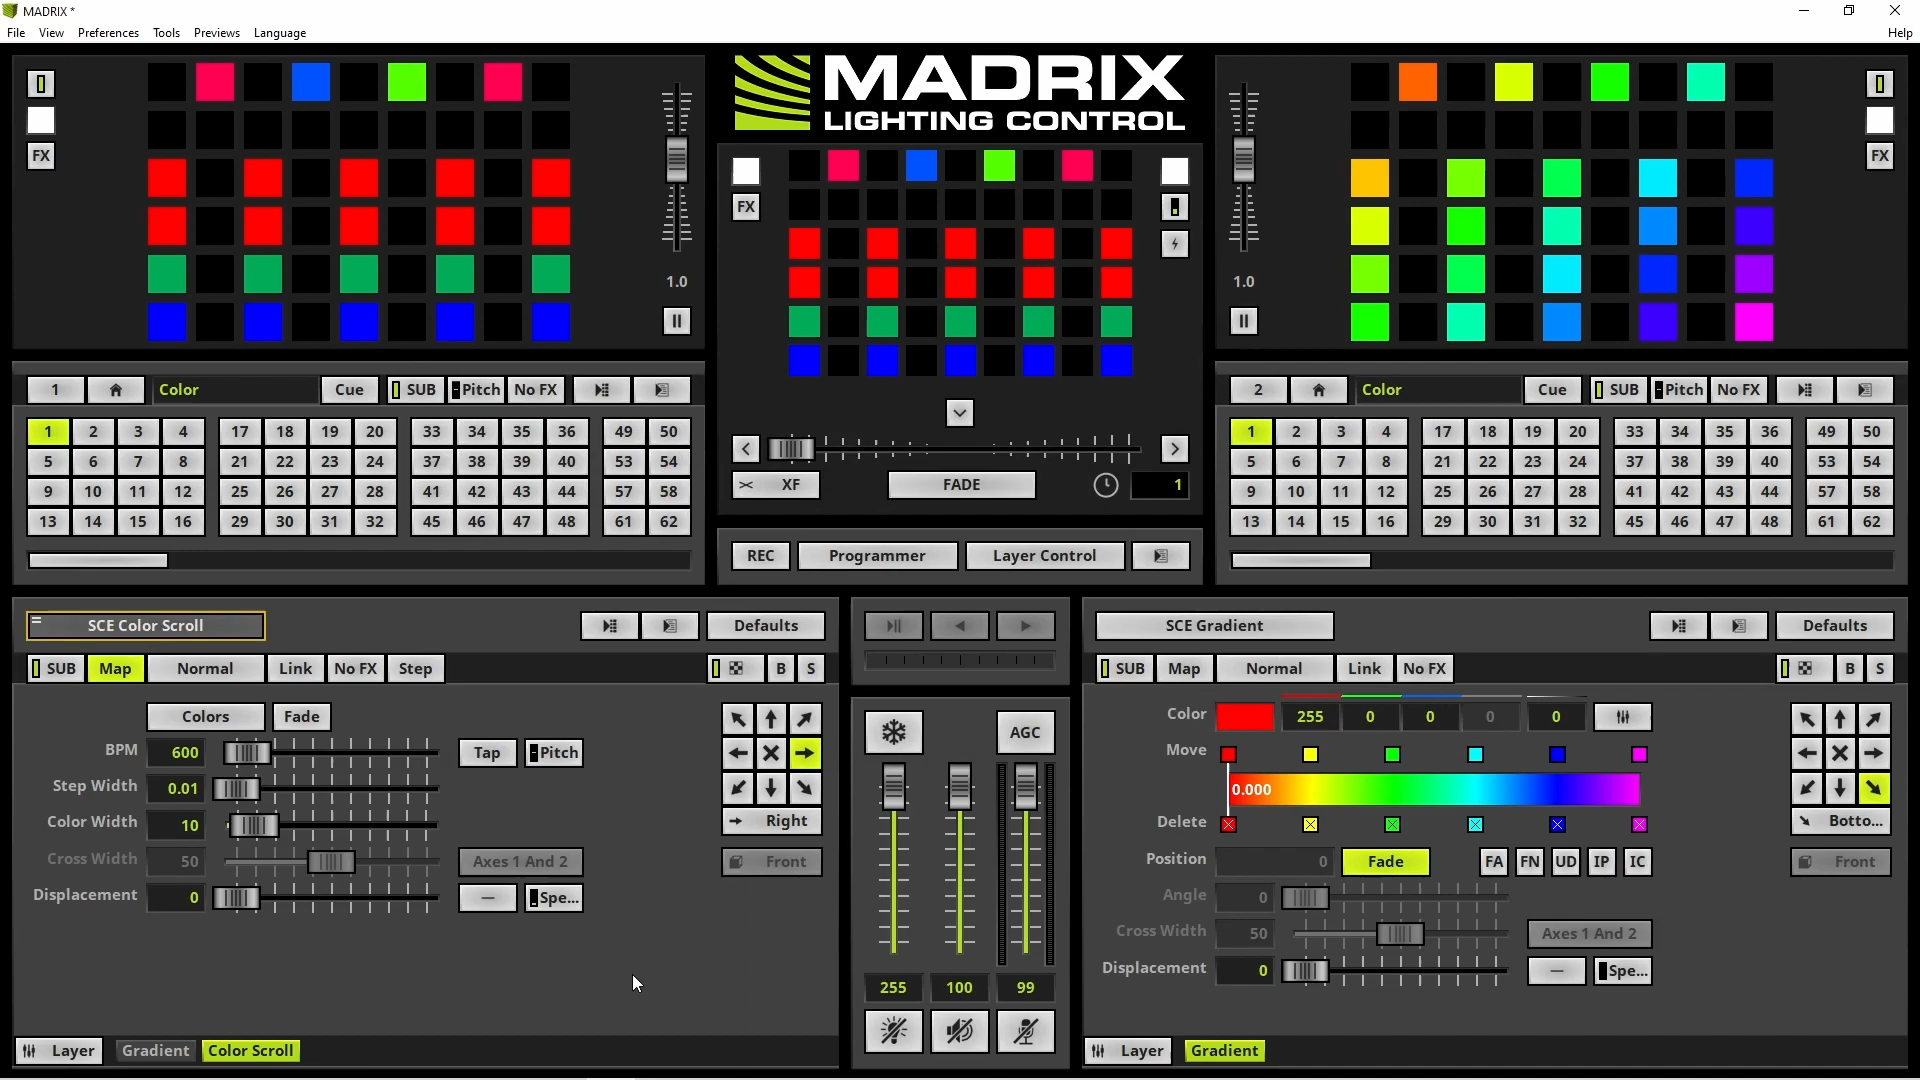 MADRIX *
File View Preferences Tools Previews Language Help
MADRIX
LIGHTING CONTROL
FX
1.0
FX
1.0
FX
1 Color Cue SUB Pitch No FX
1 2 3 4 17 18 19 20 33 34 35 36 49 50
5 6 7 8 21 22 23 24 37 38 39 40 53 54
9 10 11 12 25 26 27 28 41 42 43 44 57 58
13 14 15 16 29 30 31 32 45 46 47 48 61 62
XF FADE 1
REC Programmer Layer Control
2 Color Cue SUB Pitch No FX
1 2 3 4 17 18 19 20 33 34 35 36 49 50
5 6 7 8 21 22 23 24 37 38 39 40 53 54
9 10 11 12 25 26 27 28 41 42 43 44 57 58
13 14 15 16 29 30 31 32 45 46 47 48 61 62
SCE Color Scroll Defaults
SUB Map Normal Link No FX Step B S
Colors Fade
BPM 600 Tap Pitch
Step Width 0.01
Color Width 10 Right
Cross Width 50 Axes 1 And 2 Front
Displacement 0 — Spe...
Layer Gradient Color Scroll
AGC
255 100 99
SCE Gradient Defaults
SUB Map Normal Link No FX B S
Color 255 0 0 0 0
Move
0.000
Delete Botto...
Position 0 Fade FA FN UD IP IC Front
Angle 0
Cross Width 50 Axes 1 And 2
Displacement 0 — Spe...
Layer Gradient